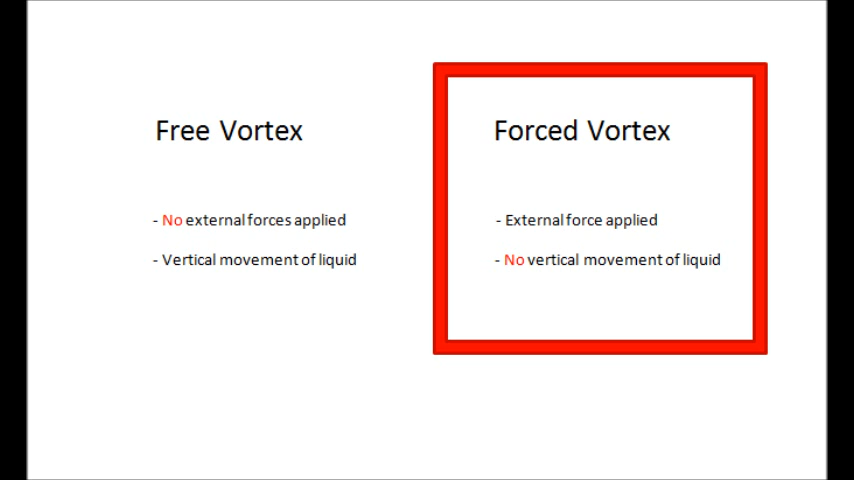 Free Vortex
- No external forces applied
- Vertical movement of liquid
Forced Vortex
- External force applied
- No vertical movement of liquid